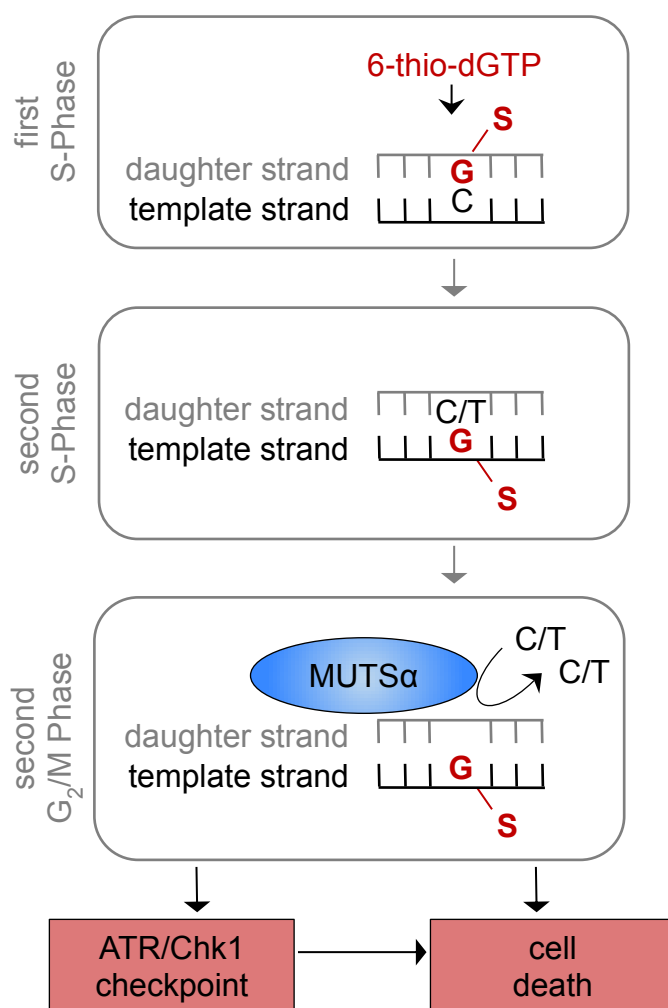 first
S-Phase
6-thio-dGTP
S
daughter strand
G
template strand
C
second
S-Phase
daughter strand
C/T
template strand
G
S
second
G₂/M Phase
MUTSα
C/T
C/T
daughter strand
template strand
G
S
ATR/Chk1
checkpoint
cell
death